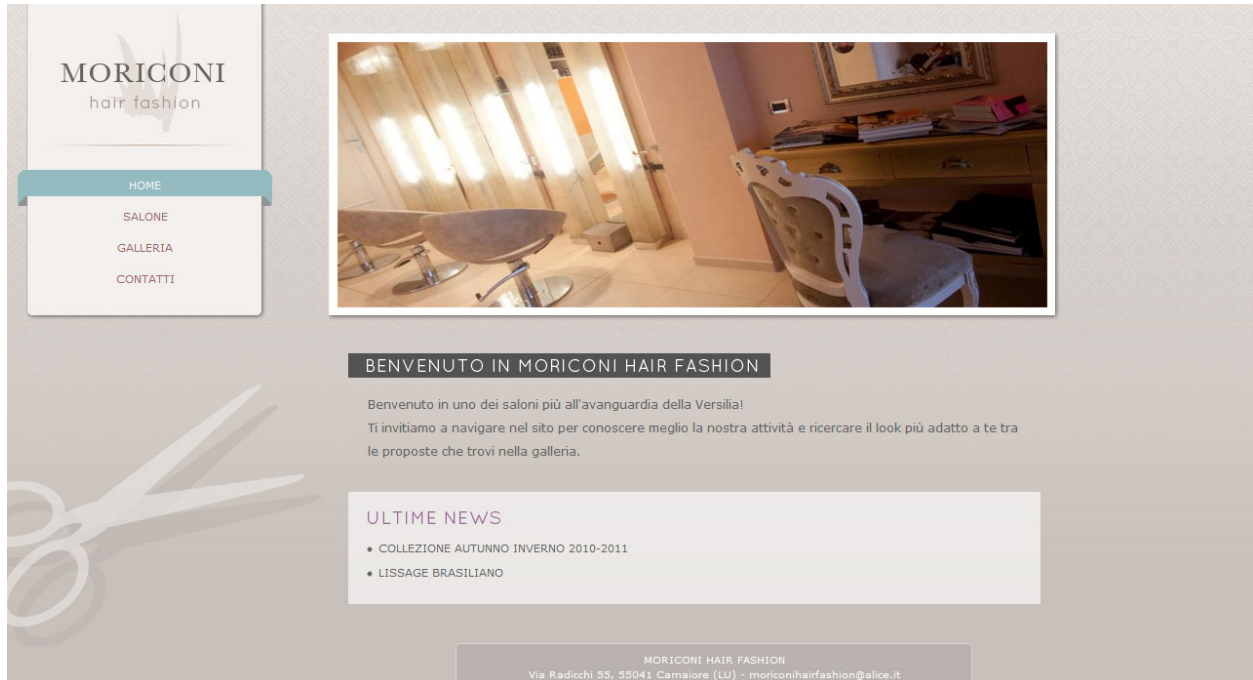 MORICONI
hair fashion
HOME
SALONE
GALLERIA
CONTATTI
BENVENUTO IN MORICONI HAIR FASHION
Benvenuto in uno dei saloni più all'avanguardia della Versilia!
Ti invitiamo a navigare nel sito per conoscere meglio la nostra attività e ricercare il look più adatto a te tra
le proposte che trovi nella galleria.
ULTIME NEWS
• COLLEZIONE AUTUNNO INVERNO 2010-2011
• LISSAGE BRASILIANO
MORICONI HAIR FASHION
Via Radicchi 55, 55041 Camaiore (LU) - moriconihairfashion@alice.it